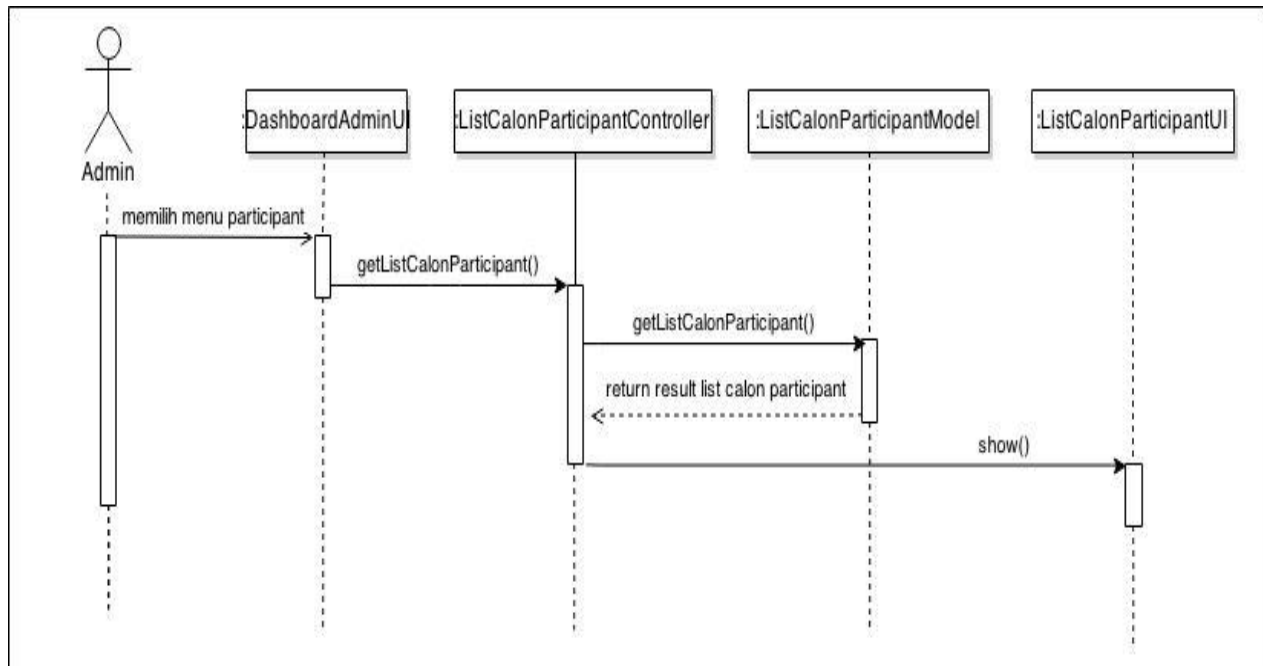 :DashboardAdminUI
:ListCalonParticipantController
:ListCalonParticipantModel
:ListCalonParticipantUI
Admin
memilih menu participant
getListCalonParticipant()
getListCalonParticipant()
return result list calon participant
show()